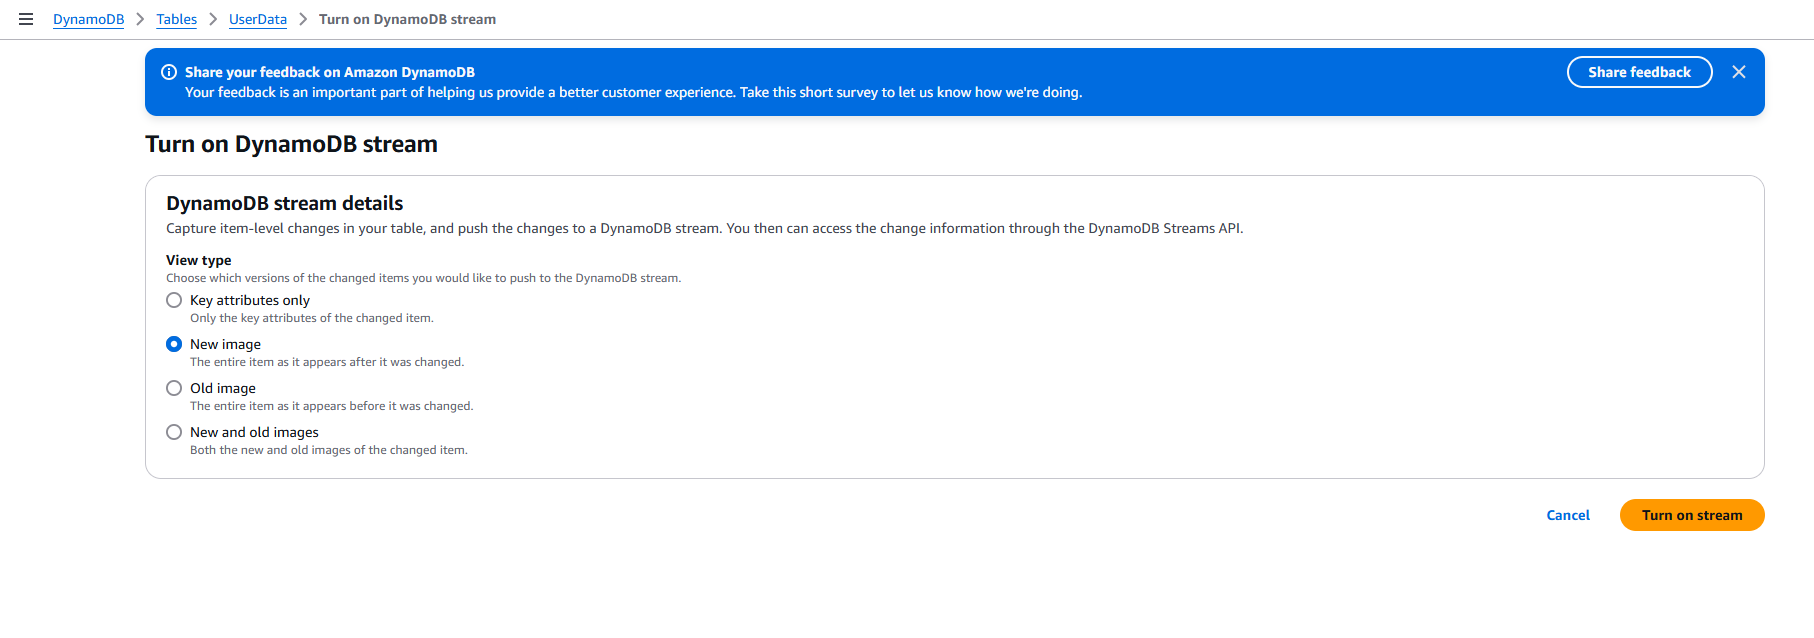 DynamoDB > Tables > UserData > Turn on DynamoDB stream
Share your feedback on Amazon DynamoDB
Your feedback is an important part of helping us provide a better customer experience. Take this short survey to let us know how we're doing.
Share feedback
Turn on DynamoDB stream
DynamoDB stream details
Capture item-level changes in your table, and push the changes to a DynamoDB stream. You then can access the change information through the DynamoDB Streams API.
View type
Choose which versions of the changed items you would like to push to the DynamoDB stream.
Key attributes only
Only the key attributes of the changed item.
New image
The entire item as it appears after it was changed.
Old image
The entire item as it appears before it was changed.
New and old images
Both the new and old images of the changed item.
Cancel
Turn on stream